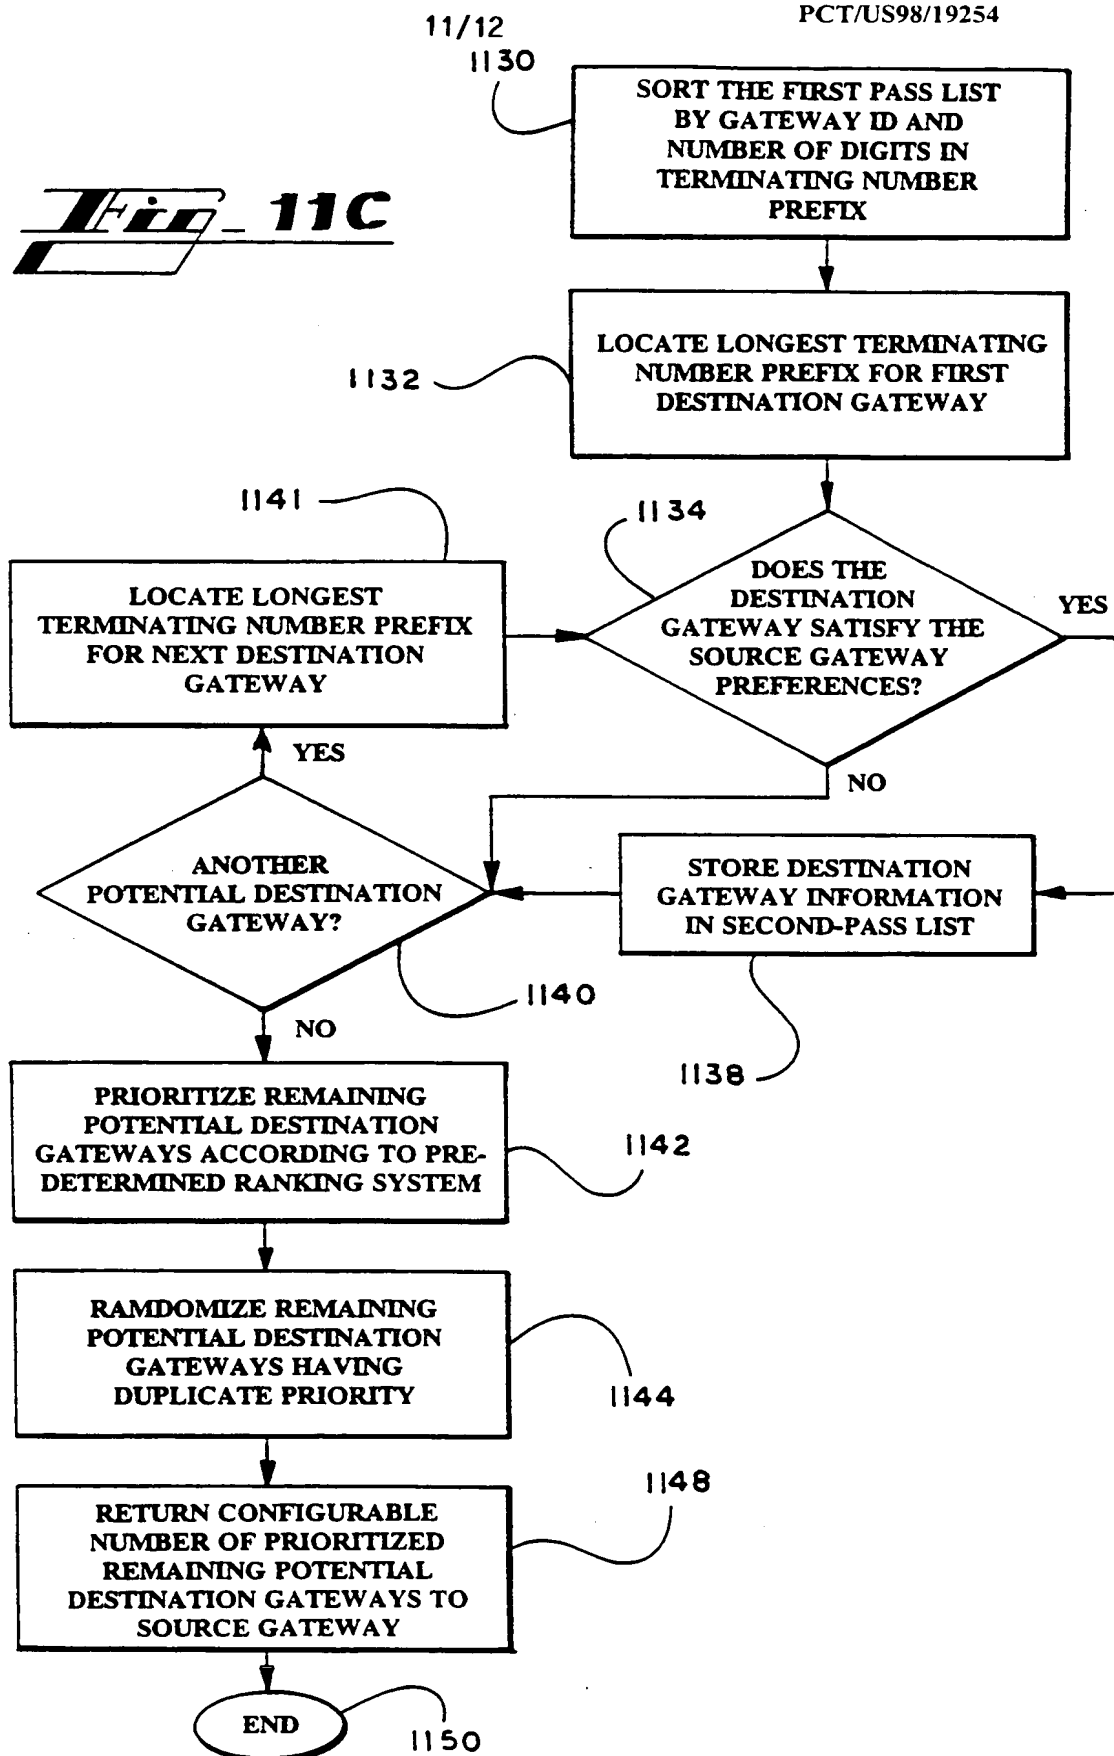 PCT/US98/19254
11/12
1130
SORT THE FIRST PASS LIST
BY GATEWAY ID AND
NUMBER OF DIGITS IN
TERMINATING NUMBER
PREFIX
Fig_ 11C
LOCATE LONGEST TERMINATING
NUMBER PREFIX FOR FIRST
DESTINATION GATEWAY
1132
1141
1134
LOCATE LONGEST
TERMINATING NUMBER PREFIX
FOR NEXT DESTINATION
GATEWAY
DOES THE
DESTINATION
GATEWAY SATISFY THE
SOURCE GATEWAY
PREFERENCES?
YES
YES
NO
ANOTHER
POTENTIAL DESTINATION
GATEWAY?
STORE DESTINATION
GATEWAY INFORMATION
IN SECOND-PASS LIST
1140
NO
1138
PRIORITIZE REMAINING
POTENTIAL DESTINATION
GATEWAYS ACCORDING TO PRE-
DETERMINED RANKING SYSTEM
1142
RAMDOMIZE REMAINING
POTENTIAL DESTINATION
GATEWAYS HAVING
DUPLICATE PRIORITY
1144
1148
RETURN CONFIGURABLE
NUMBER OF PRIORITIZED
REMAINING POTENTIAL
DESTINATION GATEWAYS TO
SOURCE GATEWAY
END
1150